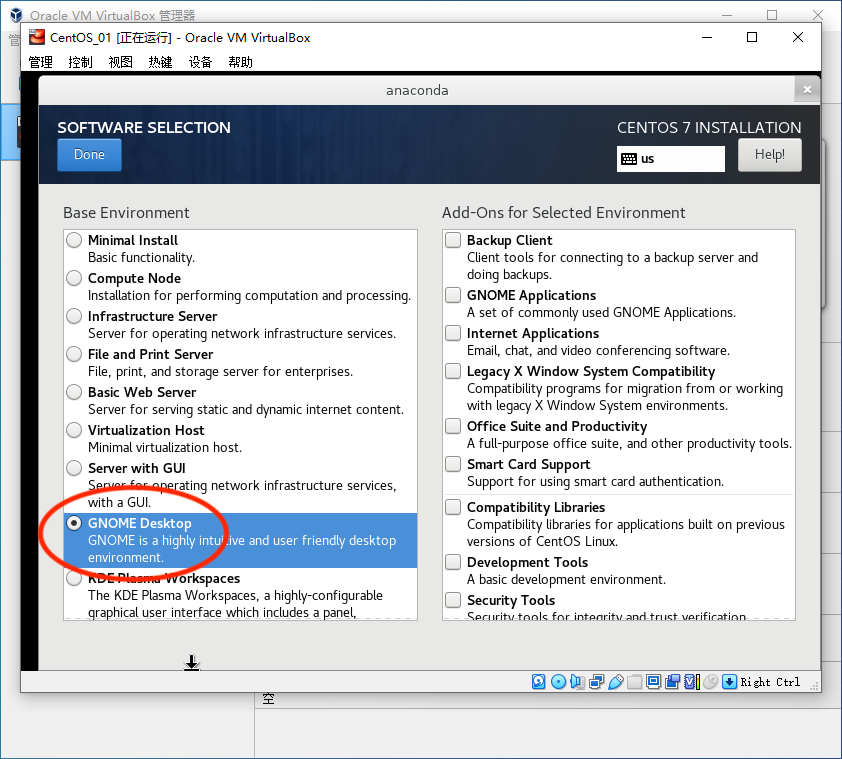 Oracle VM VirtualBox 管理器
CentOS_01 [正在运行] - Oracle VM VirtualBox
管理 控制 视图 热键 设备 帮助
anaconda
SOFTWARE SELECTION
CENTOS 7 INSTALLATION
Done
us
Help!
Base Environment
Minimal Install
Basic functionality.
Compute Node
Installation for performing computation and processing.
Infrastructure Server
Server for operating network infrastructure services.
File and Print Server
File, print, and storage server for enterprises.
Basic Web Server
Server for serving static and dynamic internet content.
Virtualization Host
Minimal virtualization host.
Server with GUI
Server for operating network infrastructure services,
with a GUI.
GNOME Desktop
GNOME is a highly intuitive and user friendly desktop
environment.
KDE Plasma Workspaces
The KDE Plasma Workspaces, a highly-configurable
graphical user interface which includes a panel,
Add-Ons for Selected Environment
Backup Client
Client tools for connecting to a backup server and
doing backups.
GNOME Applications
A set of commonly used GNOME Applications.
Internet Applications
Email, chat, and video conferencing software.
Legacy X Window System Compatibility
Compatibility programs for migration from or working
with legacy X Window System environments.
Office Suite and Productivity
A full-purpose office suite, and other productivity tools.
Smart Card Support
Support for using smart card authentication.
Compatibility Libraries
Compatibility libraries for applications built on previous
versions of CentOS Linux.
Development Tools
A basic development environment.
Security Tools
Security tools for integrity and trust verification.
Right Ctrl
空